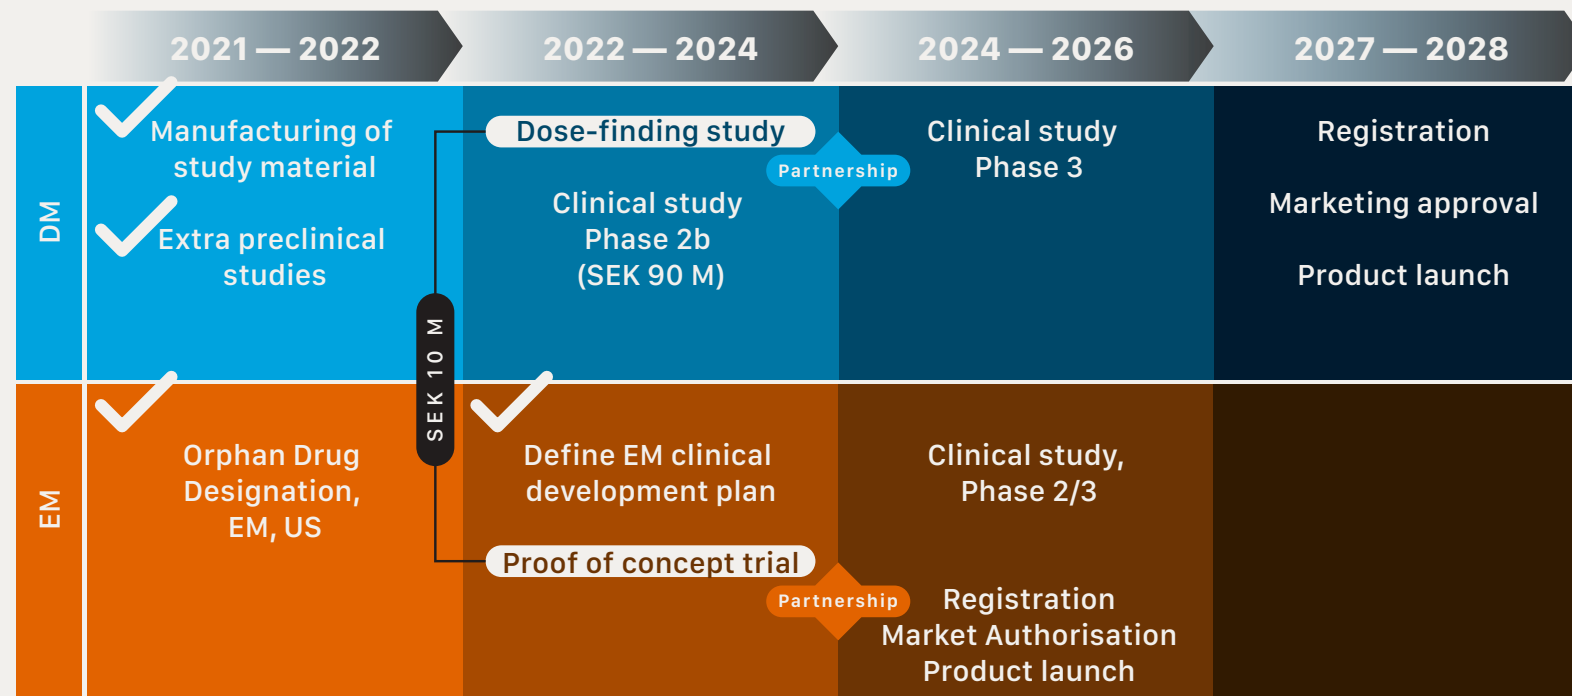 2021 — 2022
2022 — 2024
2024 — 2026
2027 — 2028
DM
Manufacturing of
study material
Extra preclinical
studies
SEK 10 M
Dose-finding study
Clinical study
Phase 2b
(SEK 90 M)
Partnership
Clinical study
Phase 3
Registration
Marketing approval
Product launch
EM
Orphan Drug
Designation,
EM, US
Define EM clinical
development plan
Proof of concept trial
Partnership
Clinical study,
Phase 2/3
Registration
Market Authorisation
Product launch